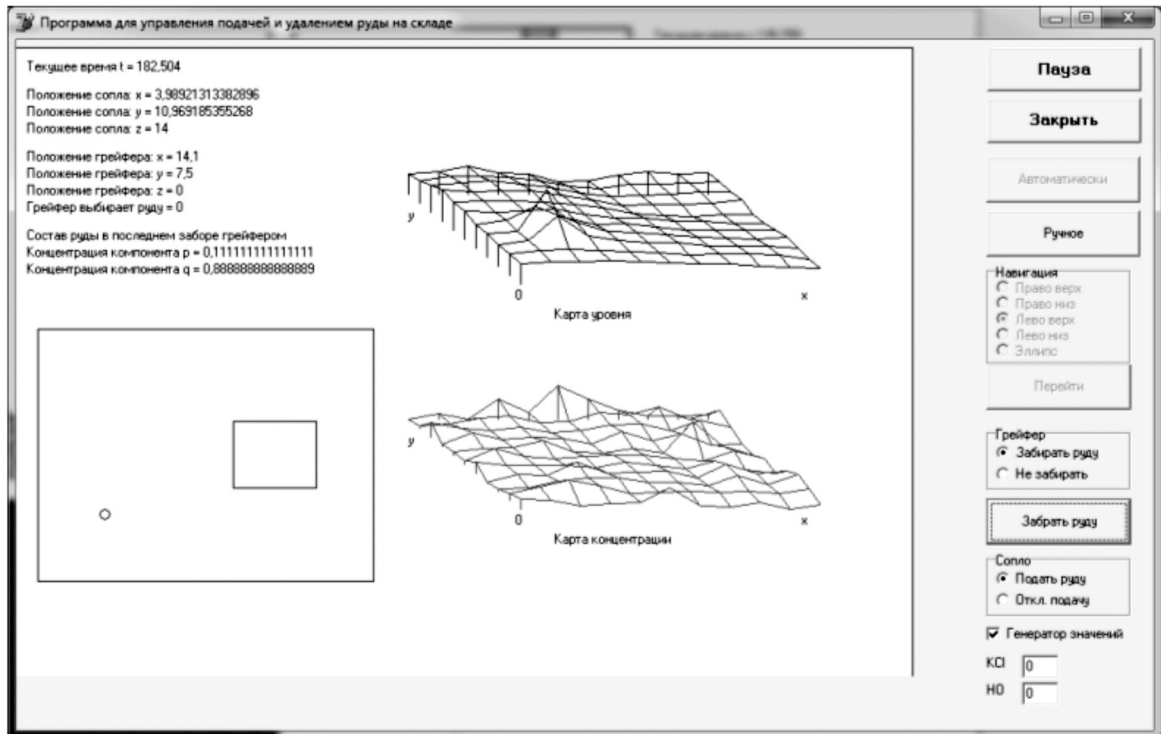 Программа для управления подачей и удалением руды на складе
Текущее время t = 182,504
Положение сопла: x = 3,98921313382896
Положение сопла: y = 10,969185355268
Положение сопла: z = 14
Положение грейфера: x = 14,1
Положение грейфера: y = 7,5
Положение грейфера: z = 0
Грейфер выбирает руду = 0
Состав руды в последнем заборе грейфером
Концентрация компонента p = 0,111111111111111
Концентрация компонента q = 0,888888888888889
y
0
x
Карта уровня
y
0
x
Карта концентрации
Пауза
Закрыть
Автоматически
Ручное
Навигация
Право верх
Право низ
Лево верх
Лево низ
Эллипс
Перейти
Грейфер
Забирать руду
Не забирать
Забрать руду
Сопло
Подать руду
Откл. подачу
Генератор значений
KCl 0
HO 0